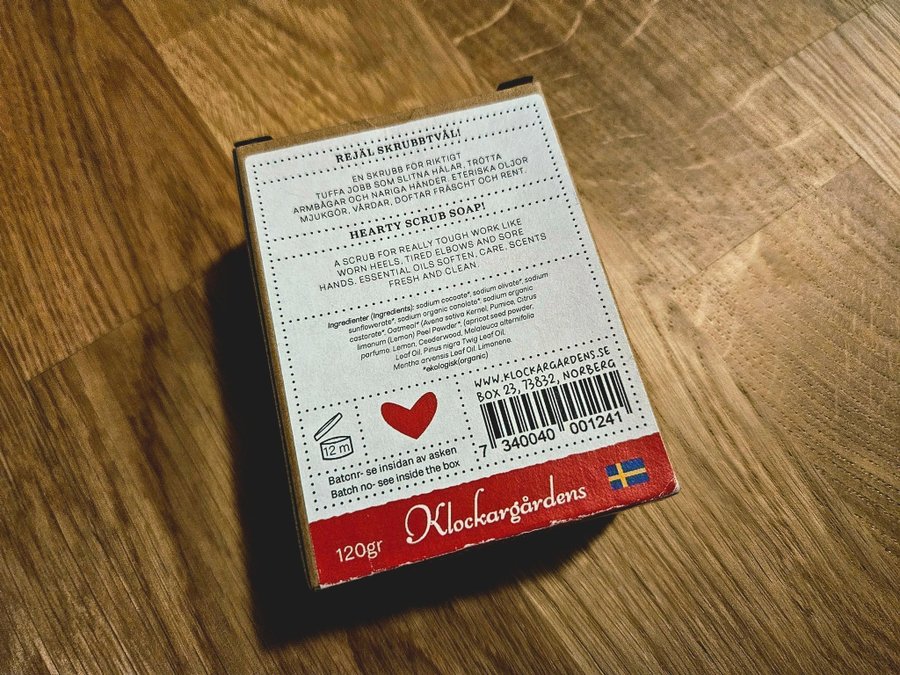 REJÄL SKRUBBTVÅL!
EN SKRUBB FÖR RIKTIGT
TUFFA JOBB SOM SLITNA HÄLAR, TRÖTTA
ARMBÅGAR OCH NARIGA HÄNDER. ETERISKA OLJOR
MJUKGÖR, VÅRDAR, DOFTAR FRÄSCHT OCH RENT.
HEARTY SCRUB SOAP!
A SCRUB FOR REALLY TOUGH WORK LIKE
WORN HEELS, TIRED ELBOWS AND SORE
HANDS. ESSENTIAL OILS SOFTEN, CARE. SCENTS
FRESH AND CLEAN.
Ingredienter (Ingredients): sodium cocoate*, sodium olivate*, sodium
sunflowerate*, sodium organic canolate*, sodium organic
castorate*, Oatmeal* (Avena sativa Kernel, Pumice, Citrus
limonum (Lemon) Peel Powder*, (apricot seed powder,
parfume, Lemon, Ceederwood, Melaleuca alternifolia
Leaf Oil, Pinus nigra Twig Leaf Oil,
Mentha arvensis Leaf Oil, Limonene.
*ekologisk(organic)
WWW.KLOCKARGARDENS.SE
BOX 23, 73832, NORBERG
12 m
7 340040 001241
Batcnr- se insidan av asken
Batch no- see inside the box
120gr Klockargårdens